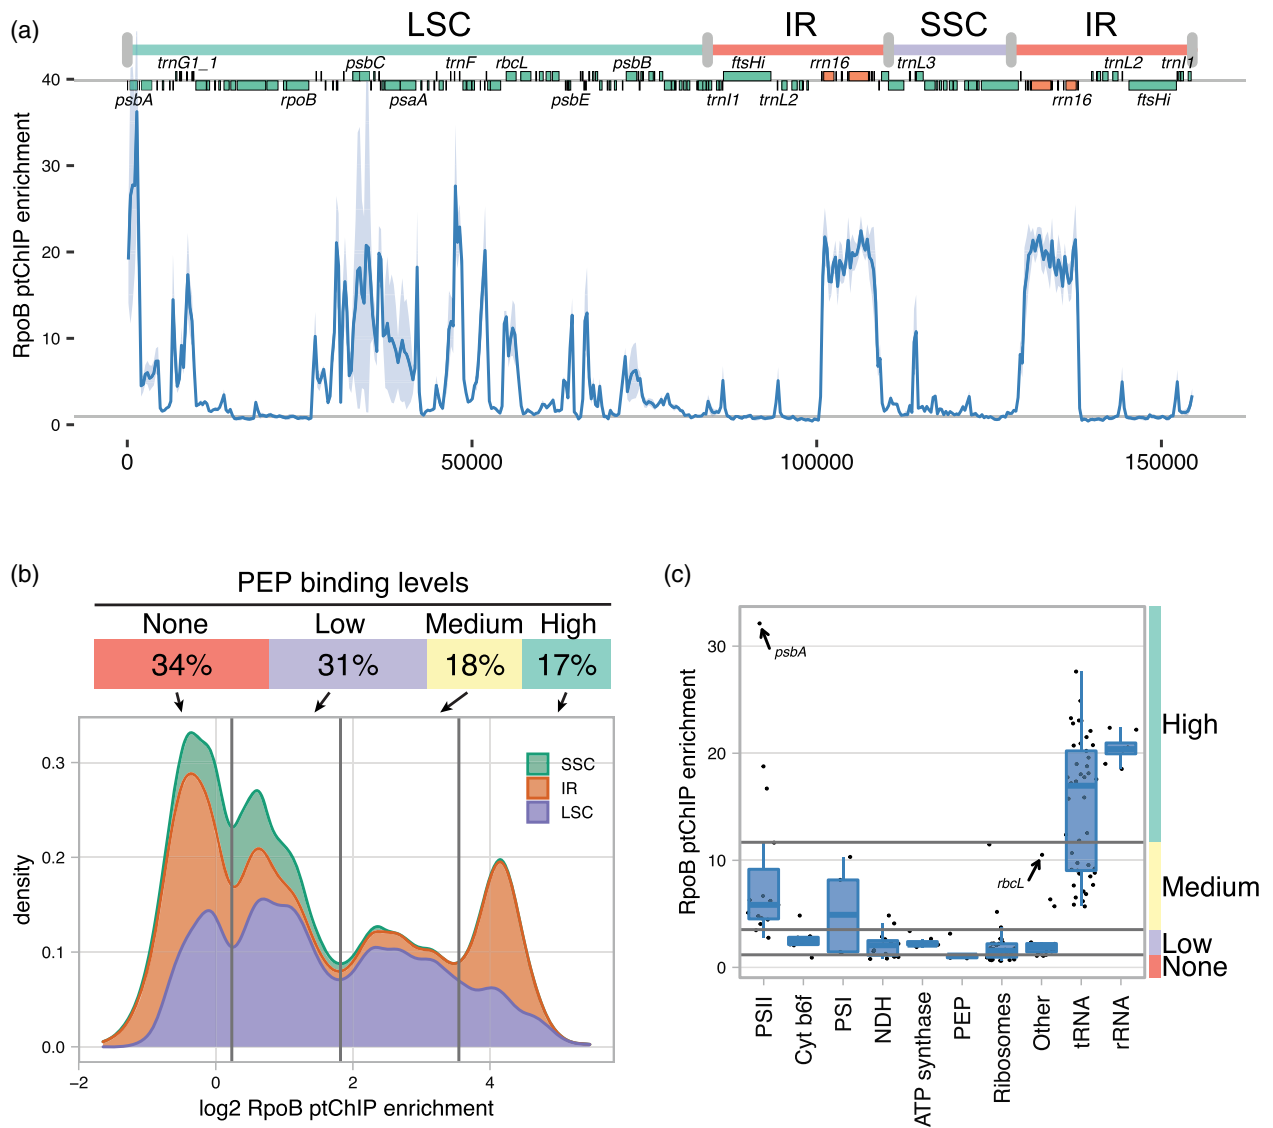 (a)
LSC
IR
SSC
IR
trnG1_1
psbC
trnF
rbcL
psbB
ftsHi
rrn16
trnL3
trnL2
trnI1
psbA
rpoB
psaA
psbE
trnI1
trnL2
rrn16
ftsHi
RpoB ptChIP enrichment
40
30
20
10
0
0
50000
100000
150000
(b)
PEP binding levels
None
Low
Medium
High
34%
31%
18%
17%
SSC
IR
LSC
density
0.3
0.2
0.1
0.0
−2
0
2
4
log2 RpoB ptChIP enrichment
(c)
RpoB ptChIP enrichment
30
20
10
0
psbA
rbcL
High
Medium
Low
None
PSII
Cyt b6f
PSI
NDH
ATP synthase
PEP
Ribosomes
Other
tRNA
rRNA